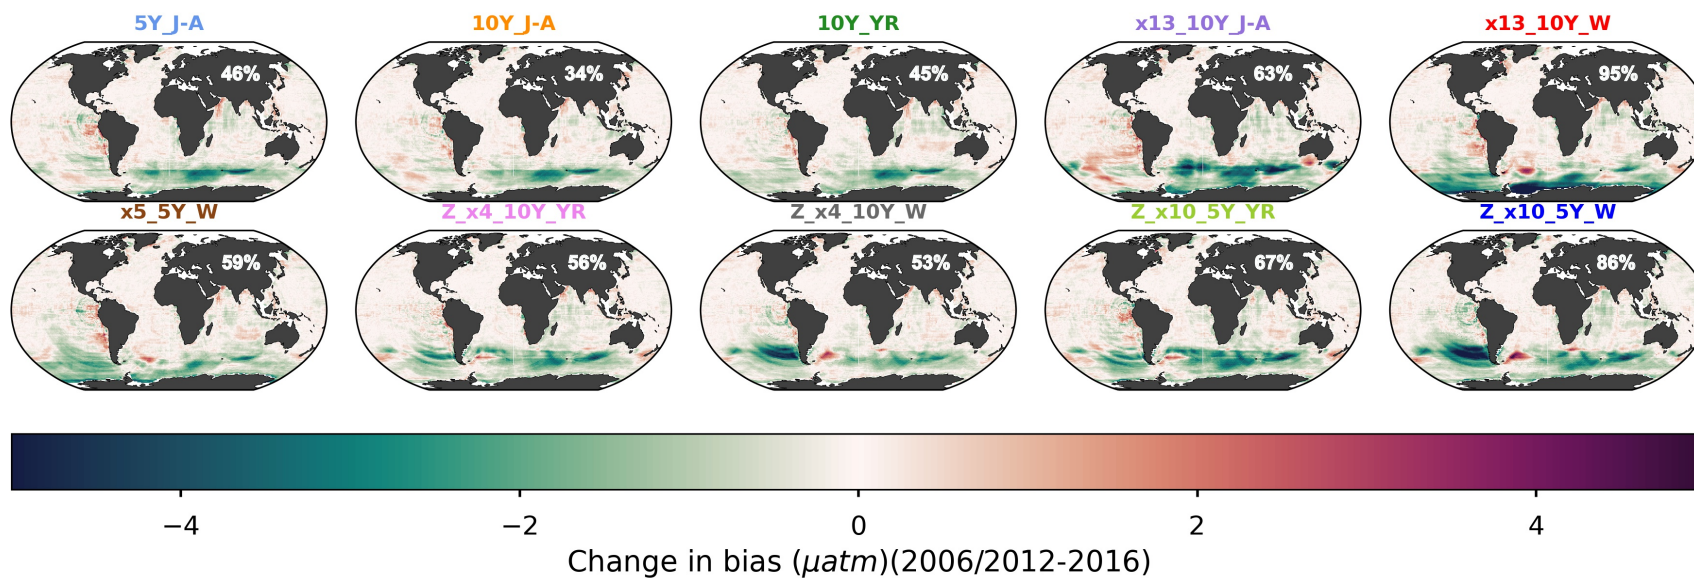 5Y_J-A 10Y_J-A 10Y_YR x13_10Y_J-A x13_10Y_W
46% 34% 45% 63% 95%
x5_5Y_W Z_x4_10Y_YR Z_x4_10Y_W Z_x10_5Y_YR Z_x10_5Y_W
59% 56% 53% 67% 86%
−4 −2 0 2 4
Change in bias (μatm)(2006/2012-2016)